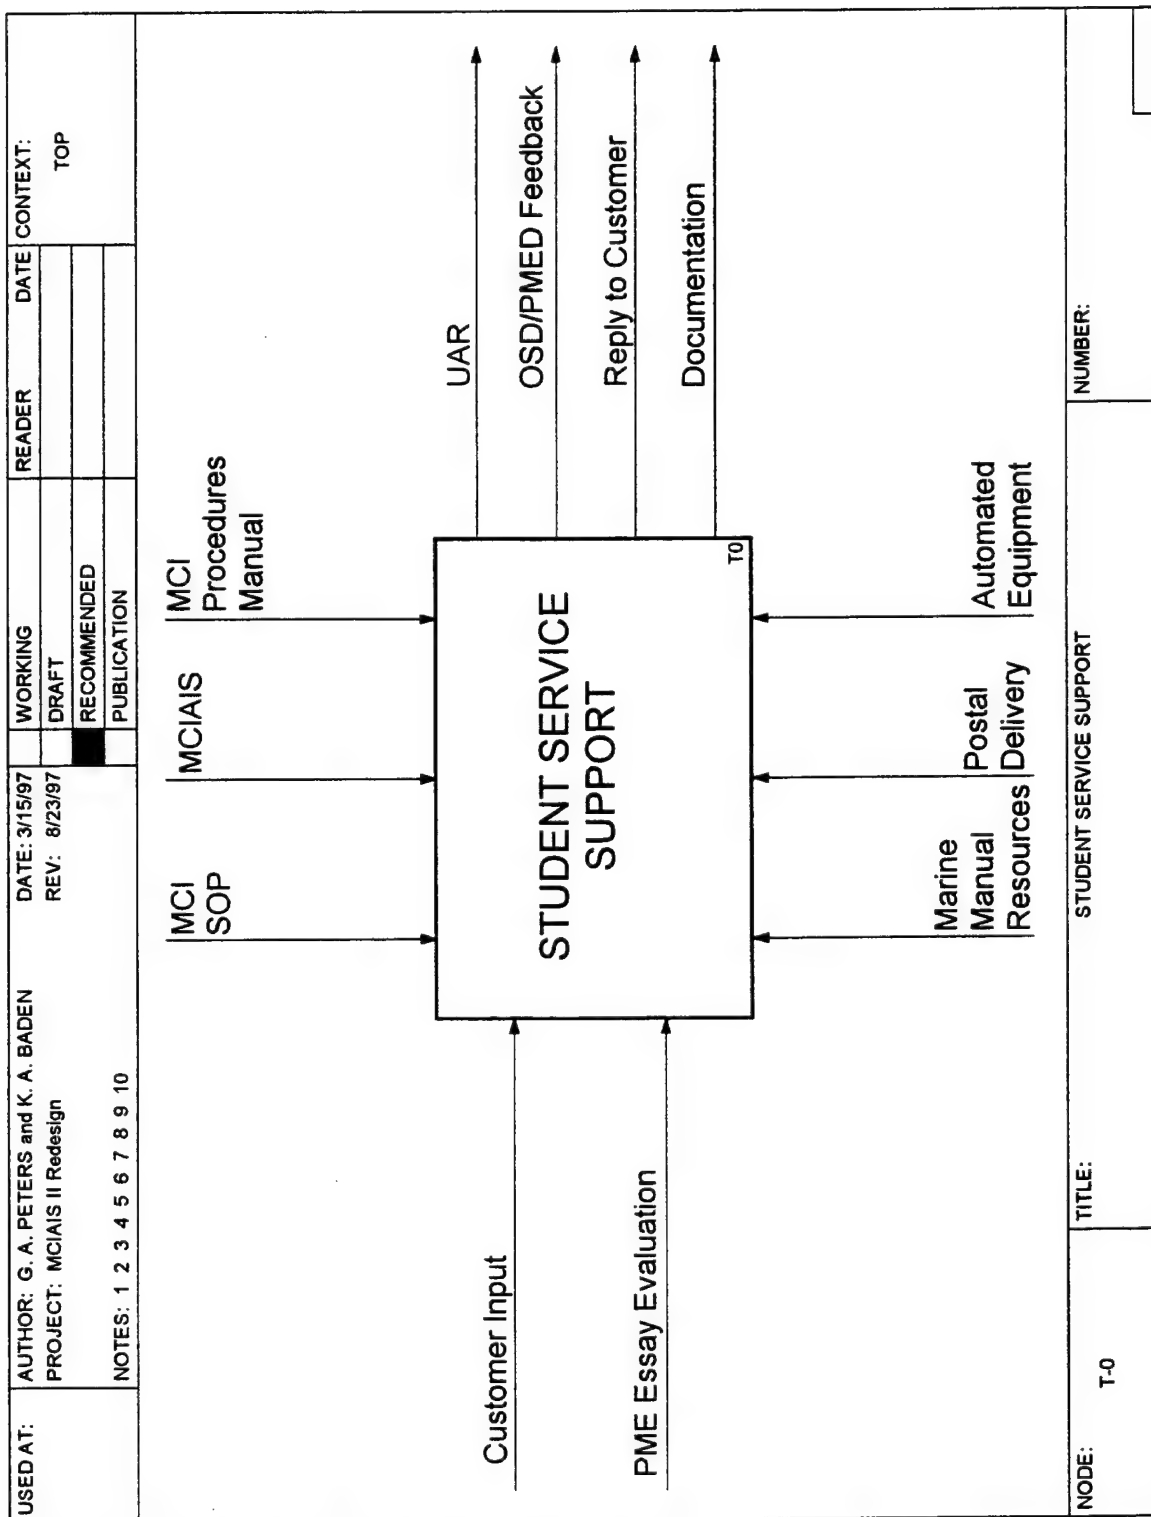 USED AT:
AUTHOR: G. A. PETERS and K. A. BADEN
PROJECT: MCIAIS II Redesign
NOTES: 1 2 3 4 5 6 7 8 9 10
DATE: 3/15/97
REV: 8/23/97
WORKING
DRAFT
RECOMMENDED
PUBLICATION
READER
DATE
CONTEXT:
TOP
MCI
SOP
MCIAIS
MCI
Procedures
Manual
Customer Input
PME Essay Evaluation
STUDENT SERVICE
SUPPORT
T0
UAR
OSD/PMED Feedback
Reply to Customer
Documentation
Marine
Manual
Resources
Postal
Delivery
Automated
Equipment
NODE:
T-0
TITLE:
STUDENT SERVICE SUPPORT
NUMBER: